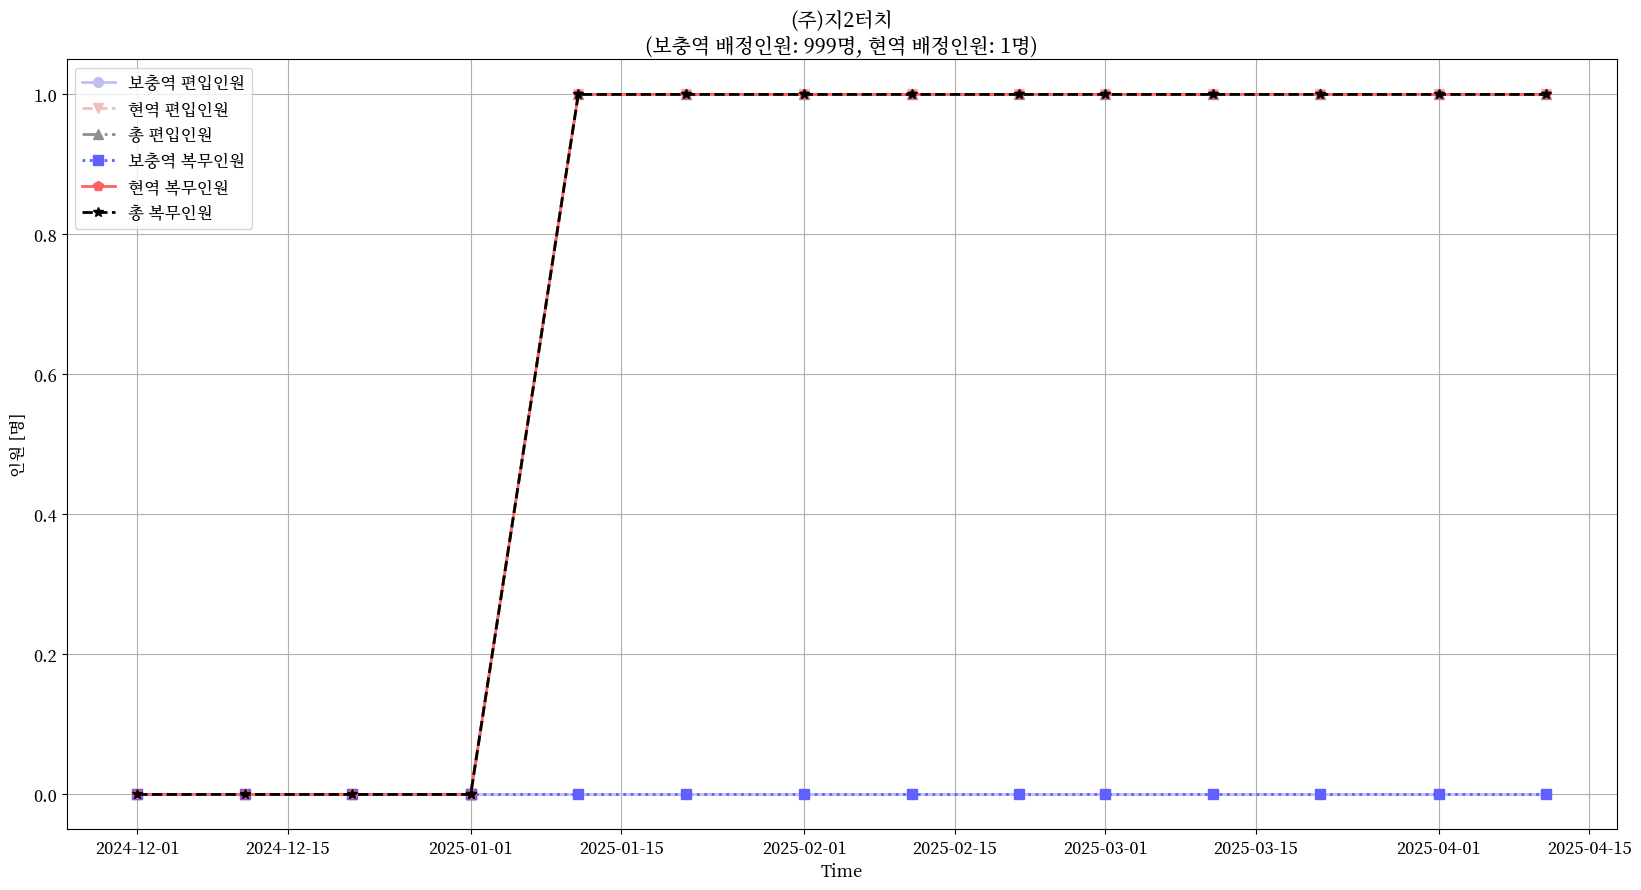 (주)지2터치
(보충역 배정인원: 999명, 현역 배정인원: 1명)
보충역 편입인원
현역 편입인원
총 편입인원
보충역 복무인원
현역 복무인원
총 복무인원
1.0
0.8
0.6
0.4
0.2
0.0
인원 [명]
2024-12-01 2024-12-15 2025-01-01 2025-01-15 2025-02-01 2025-02-15 2025-03-01 2025-03-15 2025-04-01 2025-04-15
Time